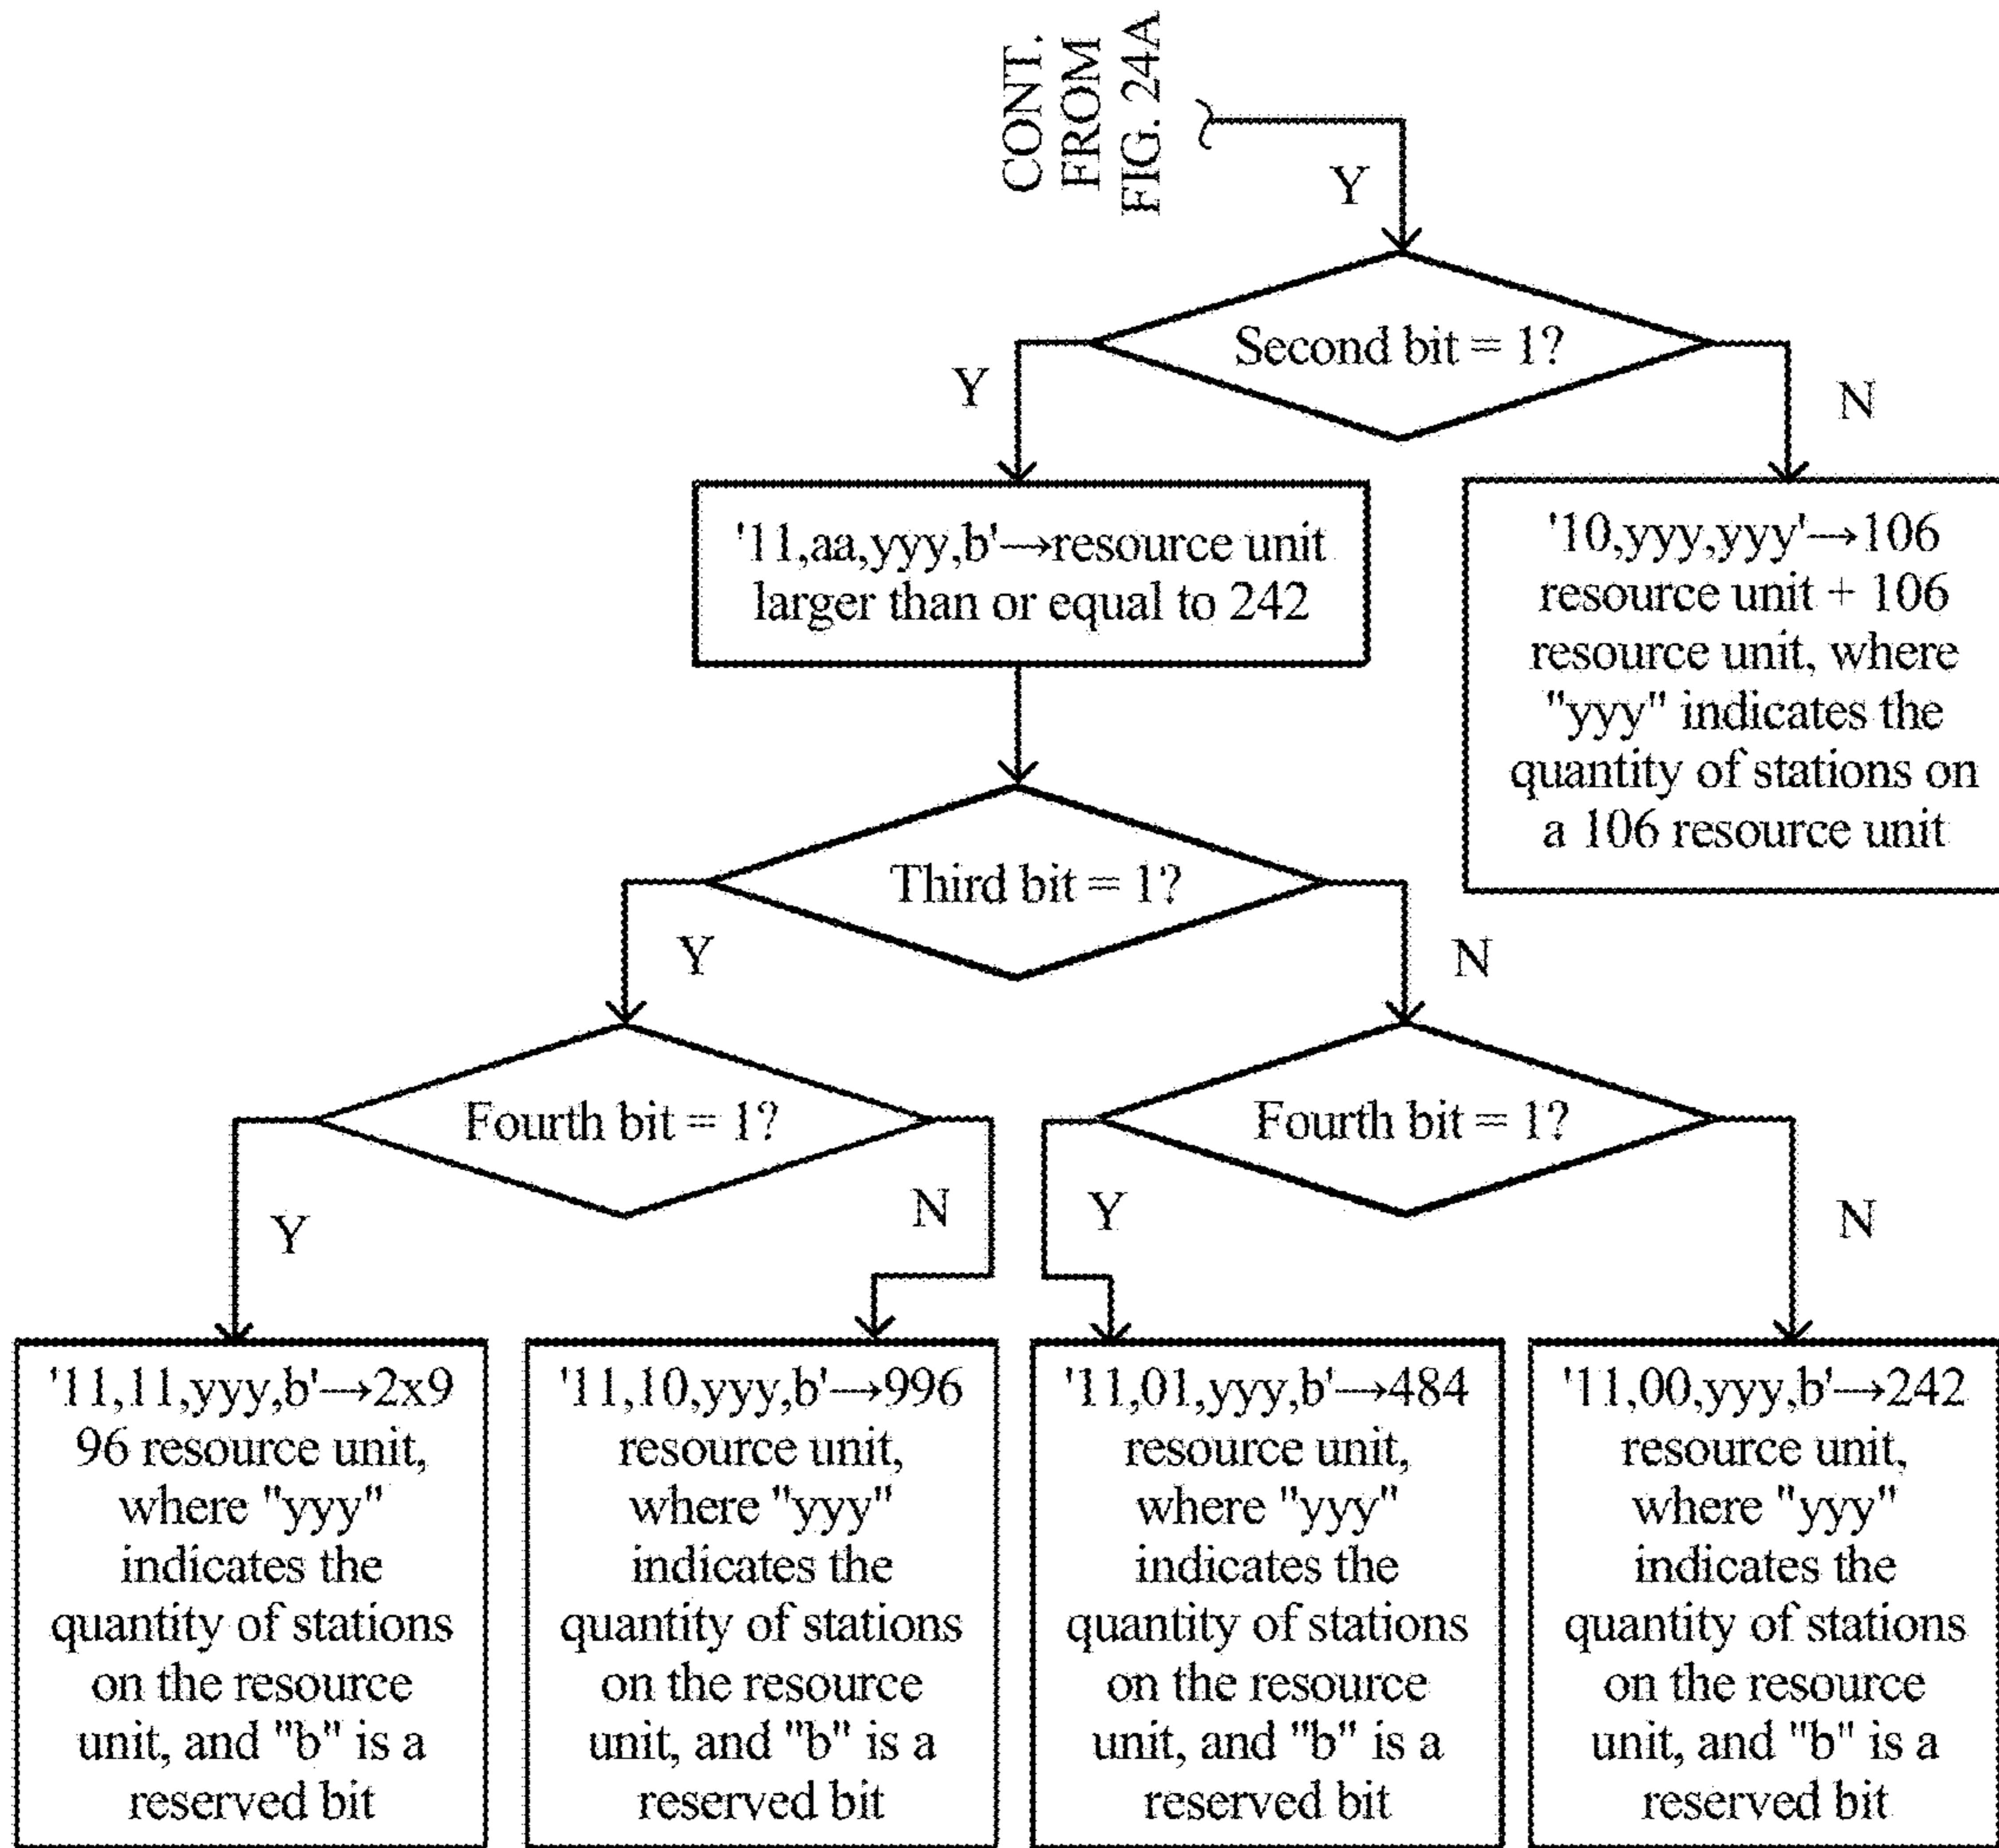 CONT.
FROM
FIG. 24A
Y
Second bit = 1?
Y
N
'11,aa,yyy,b'→resource unit
larger than or equal to 242
'10,yyy,yyy'→106
resource unit + 106
resource unit, where
"yyy" indicates the
quantity of stations on
a 106 resource unit
Third bit = 1?
Y
N
Fourth bit = 1?
Fourth bit = 1?
Y
N
Y
N
'11,11,yyy,b'→2x9
96 resource unit,
where "yyy"
indicates the
quantity of stations
on the resource
unit, and "b" is a
reserved bit
'11,10,yyy,b'→996
resource unit,
where "yyy"
indicates the
quantity of stations
on the resource
unit, and "b" is a
reserved bit
'11,01,yyy,b'→484
resource unit,
where "yyy"
indicates the
quantity of stations
on the resource
unit, and "b" is a
reserved bit
'11,00,yyy,b'→242
resource unit,
where "yyy"
indicates the
quantity of stations
on the resource
unit, and "b" is a
reserved bit